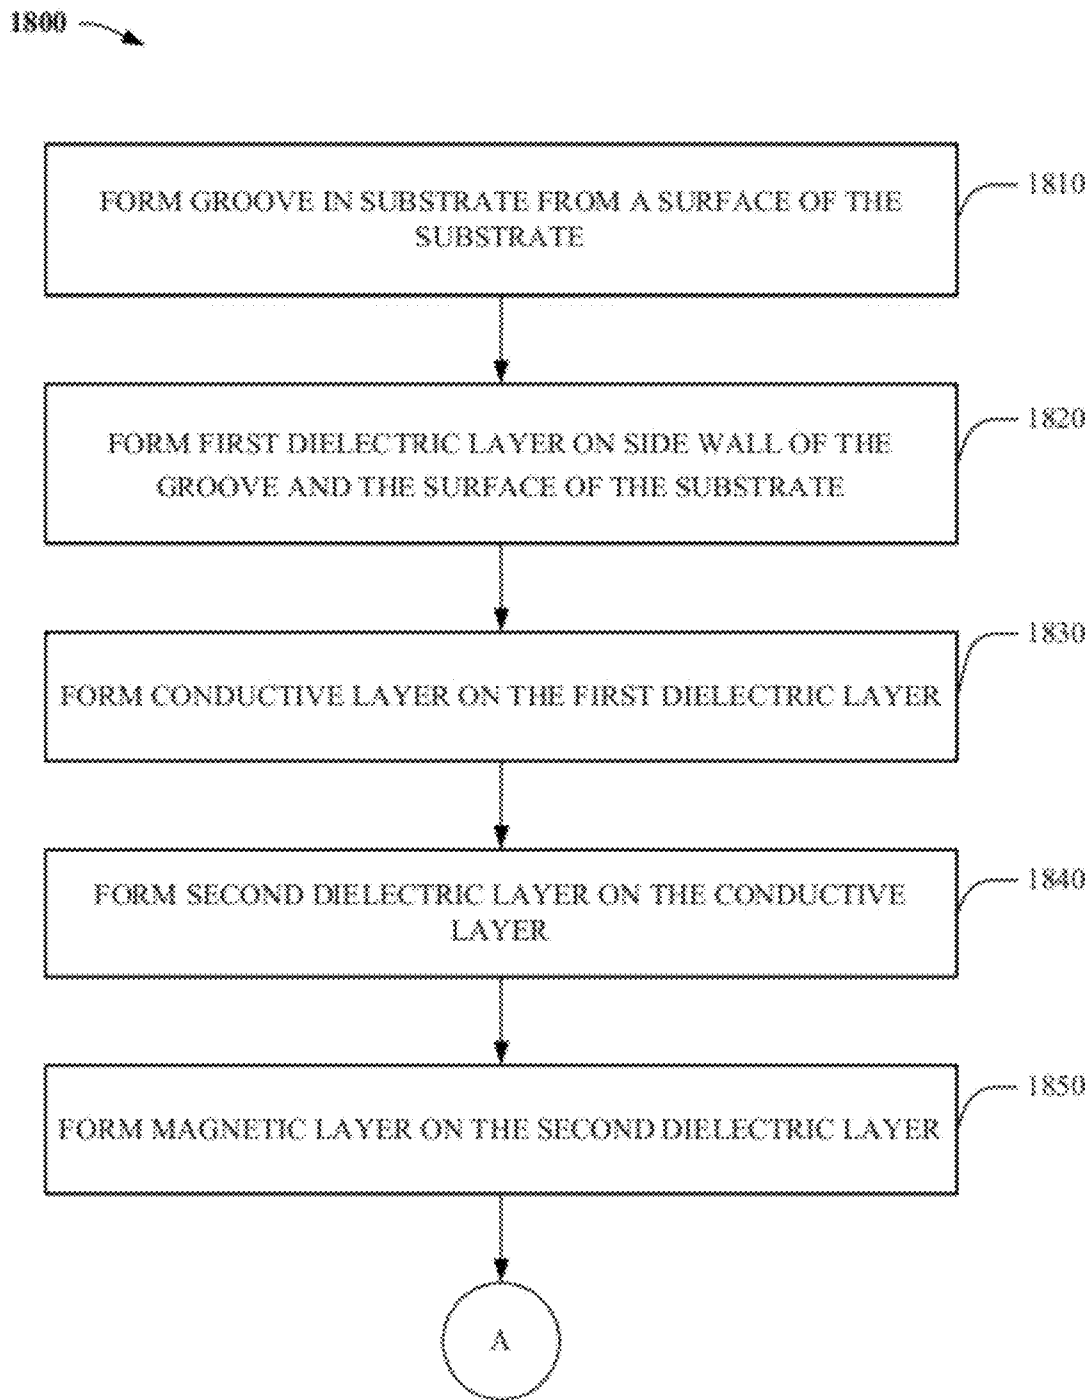 1800
FORM GROOVE IN SUBSTRATE FROM A SURFACE OF THE
SUBSTRATE
1810
FORM FIRST DIELECTRIC LAYER ON SIDE WALL OF THE
GROOVE AND THE SURFACE OF THE SUBSTRATE
1820
FORM CONDUCTIVE LAYER ON THE FIRST DIELECTRIC LAYER
1830
FORM SECOND DIELECTRIC LAYER ON THE CONDUCTIVE
LAYER
1840
FORM MAGNETIC LAYER ON THE SECOND DIELECTRIC LAYER
1850
A